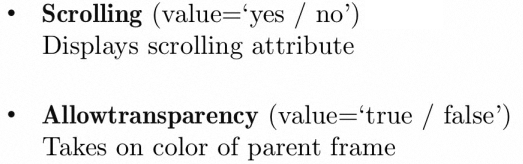 • Scrolling (value=‘yes / no’)
Displays scrolling attribute
• Allowtransparency (value=‘true / false’)
Takes on color of parent frame